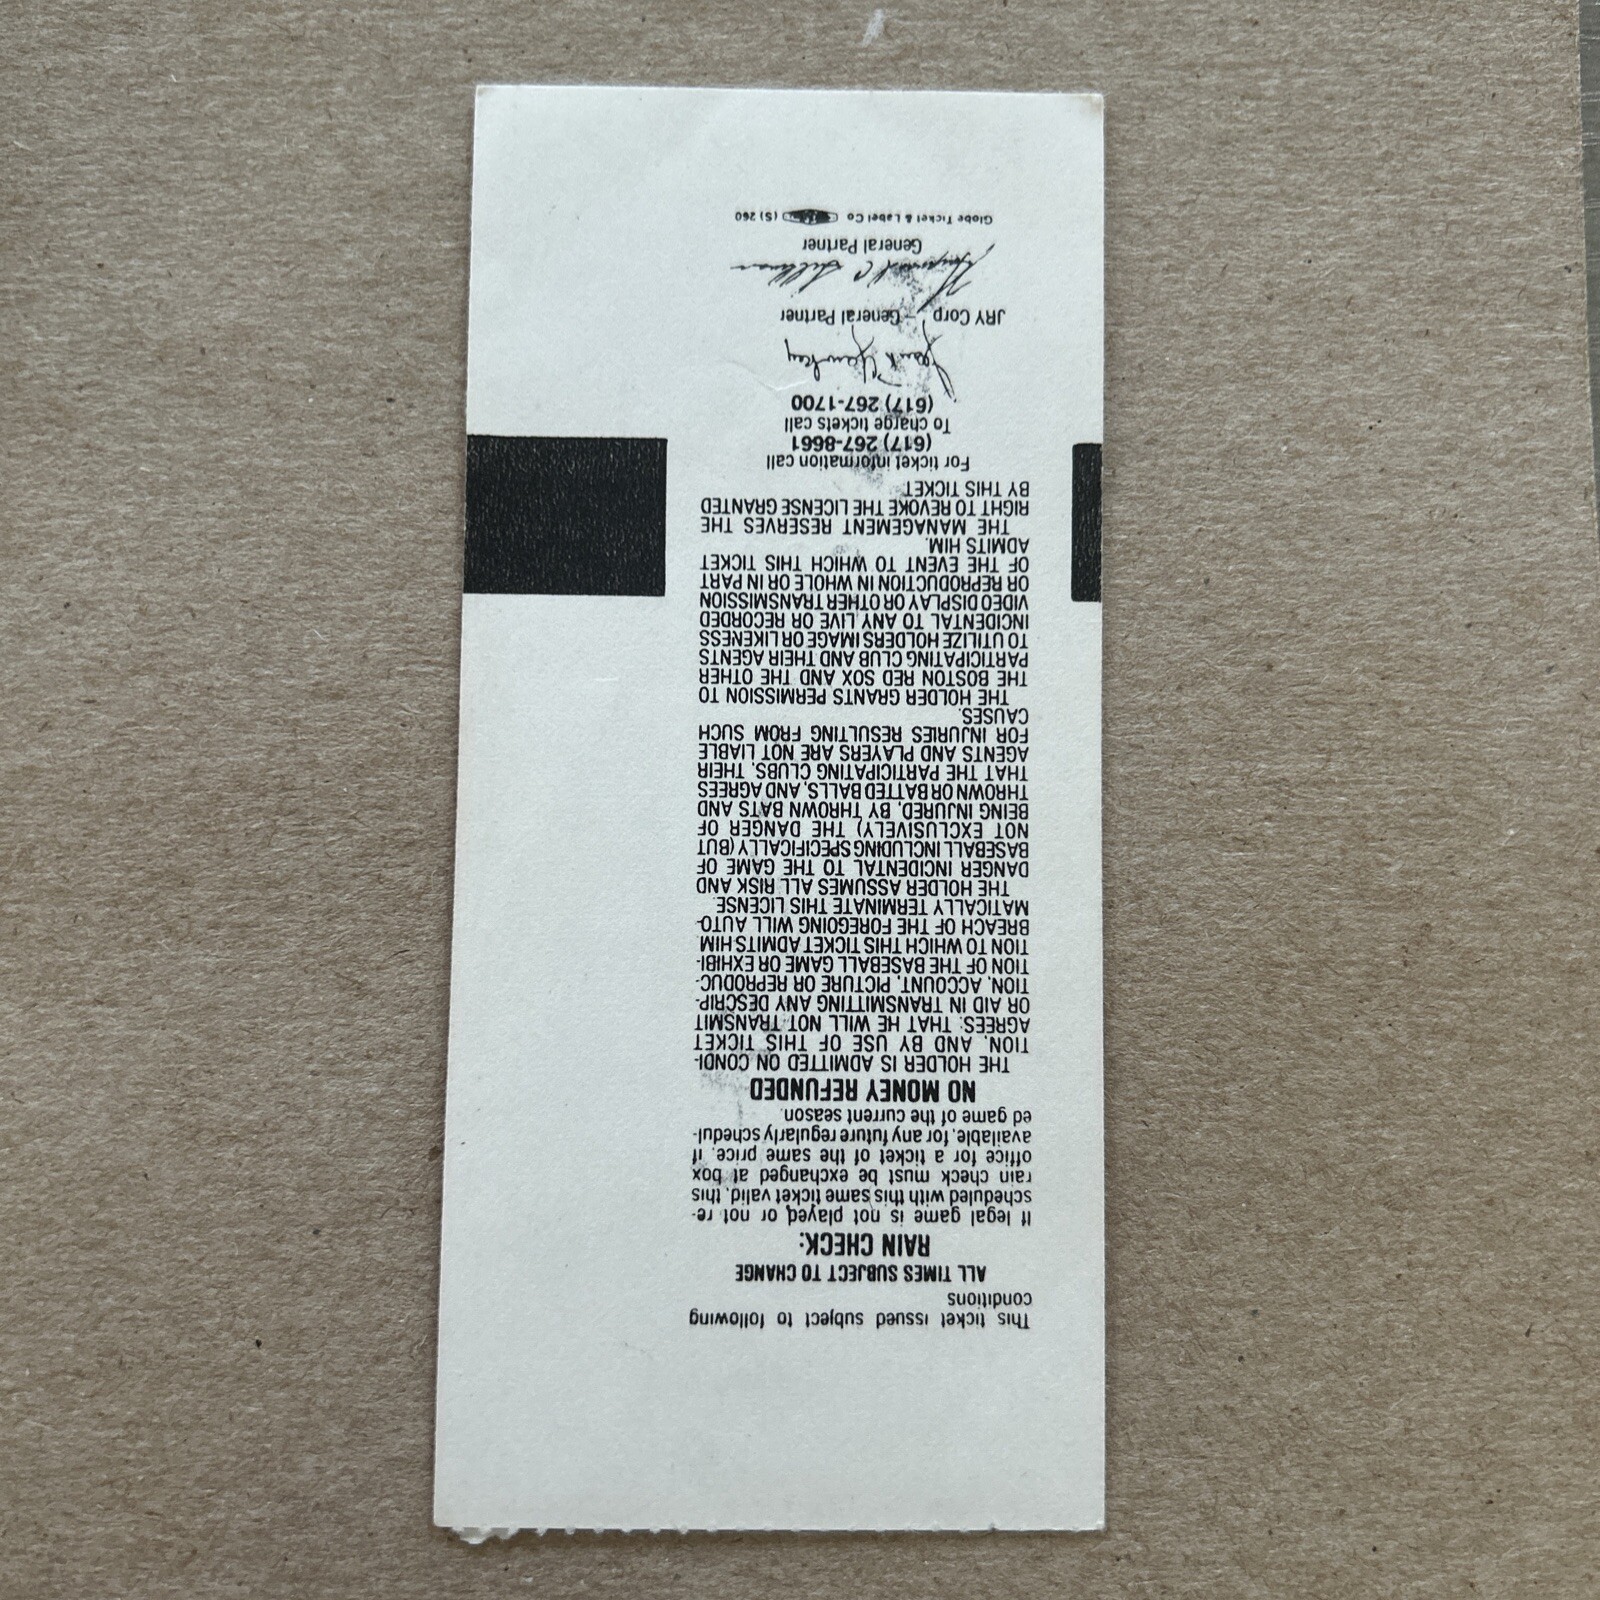 This ticket issued subject to following
conditions
ALL TIMES SUBJECT TO CHANGE
RAIN CHECK:
If legal game is not played, or not re-
scheduled with this same ticket valid, this
rain check must be exchanged at box
office for a ticket of the same price, if
available, for any future regularly schedul-
ed game of the current season.
NO MONEY REFUNDED
THE HOLDER IS ADMITTED ON CONDI-
TION, AND BY USE OF THIS TICKET
AGREES: THAT HE WILL NOT TRANSMIT
OR AID IN TRANSMITTING ANY DESCRIP-
TION, ACCOUNT, PICTURE OR REPRODUC-
TION OF THE BASEBALL GAME OR EXHIBI-
TION TO WHICH THIS TICKET ADMITS HIM.
BREACH OF THE FOREGOING WILL AUTO-
MATICALLY TERMINATE THIS LICENSE.
THE HOLDER ASSUMES ALL RISK AND
DANGER INCIDENTAL TO THE GAME OF
BASEBALL INCLUDING SPECIFICALLY (BUT
NOT EXCLUSIVELY) THE DANGER OF
BEING INJURED, BY THROWN BATS AND
THROWN OR BATTED BALLS, AND AGREES
THAT THE PARTICIPATING CLUBS, THEIR
AGENTS AND PLAYERS ARE NOT LIABLE
FOR INJURIES RESULTING FROM SUCH
CAUSES.
THE HOLDER GRANTS PERMISSION TO
THE BOSTON RED SOX AND THE OTHER
PARTICIPATING CLUB AND THEIR AGENTS
TO UTILIZE HOLDERS IMAGE OR LIKENESS
INCIDENTAL TO ANY LIVE OR RECORDED
VIDEO DISPLAY OR OTHER TRANSMISSION
OR REPRODUCTION IN WHOLE OR IN PART
OF THE EVENT TO WHICH THIS TICKET
ADMITS HIM.
THE MANAGEMENT RESERVES THE
RIGHT TO REVOKE THE LICENSE GRANTED
BY THIS TICKET
For ticket information call
(617) 267-8661
To charge tickets call
(617) 267-1700
Yawkey
JRY Corp - General Partner
Haywood C Sullivan
General Partner
Globe Ticket & Label Co (S) 260